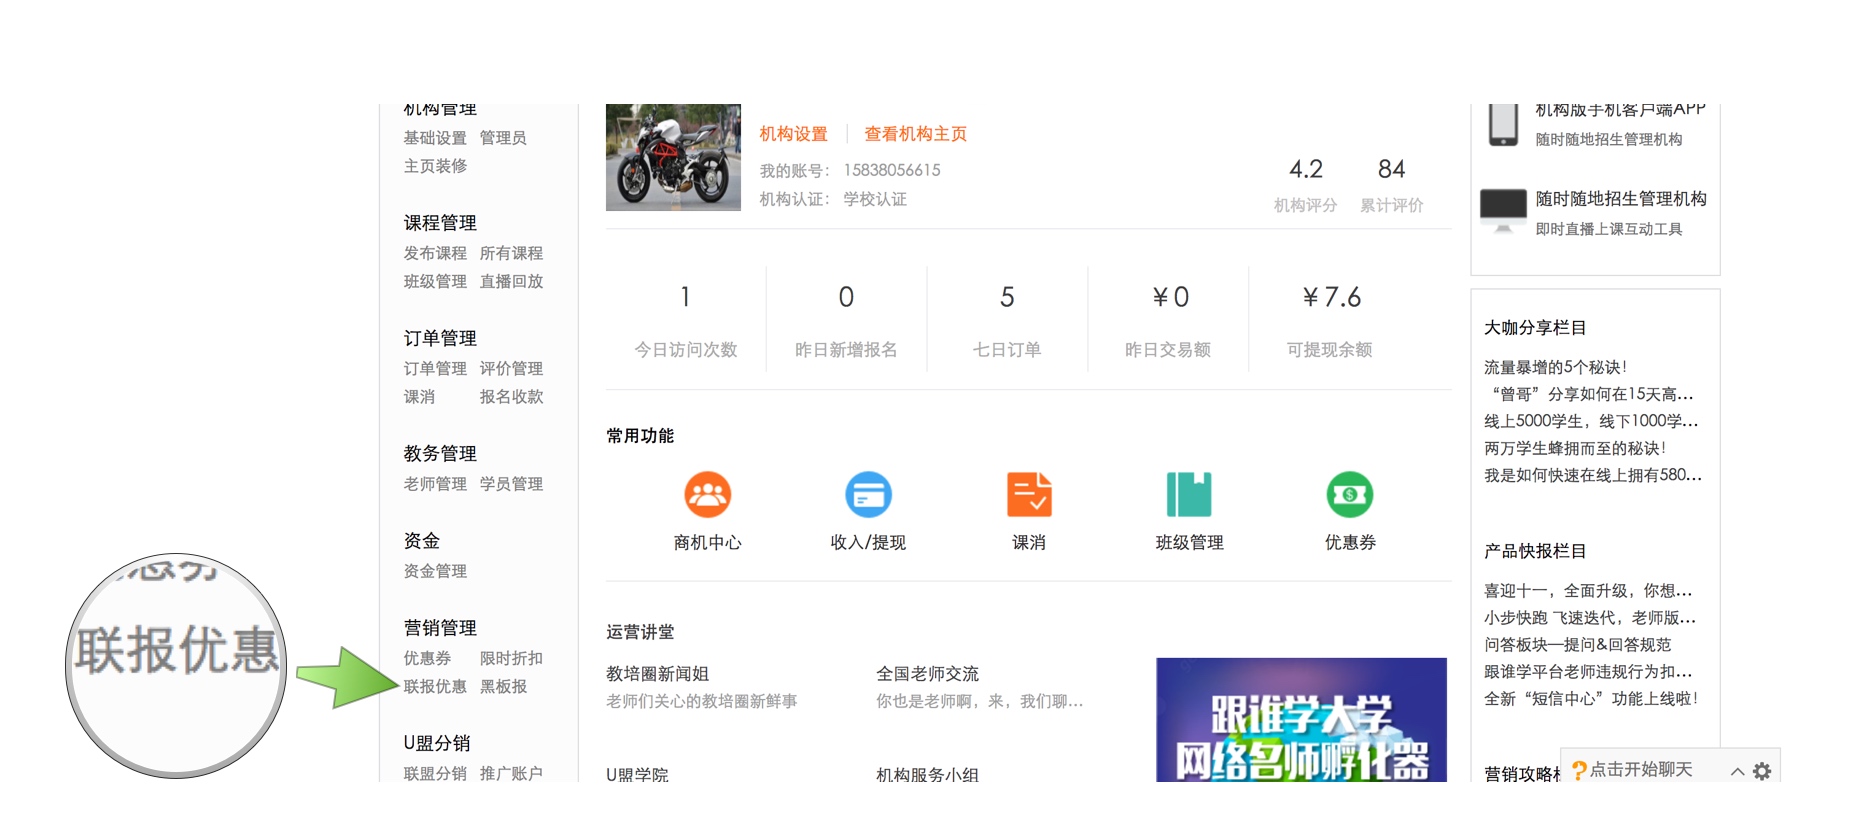 机构管理
基础设置 管理员
主页装修
课程管理
发布课程 所有课程
班级管理 直播回放
订单管理
订单管理 评价管理
课消 报名收款
教务管理
老师管理 学员管理
资金
资金管理
营销管理
优惠券 限时折扣
联报优惠 黑板报
U盟分销
联盟分销 推广账户
联报优惠
机构设置 查看机构主页
我的账号： 15838056615
机构认证： 学校认证
4.2 84
机构评分 累计评价
1 0 5 ¥0 ¥7.6
今日访问次数 昨日新增报名 七日订单 昨日交易额 可提现余额
常用功能
商机中心 收入/提现 课消 班级管理 优惠券
运营讲堂
教培圈新闻姐 全国老师交流
老师们关心的教培圈新鲜事 你也是老师啊，来，我们聊...
U盟学院 机构服务小组
跟谁学大学
网络名师孵化器
机构版手机客户端APP
随时随地招生管理机构
随时随地招生管理机构
即时直播上课互动工具
大咖分享栏目
流量暴增的5个秘诀！
“曾哥”分享如何在15天高...
线上5000学生，线下1000学...
两万学生蜂拥而至的秘诀！
我是如何快速在线上拥有580...
产品快报栏目
喜迎十一，全面升级，你想...
小步快跑 飞速迭代，老师版...
问答板块—提问&回答规范
跟谁学平台老师违规行为扣...
全新“短信中心”功能上线啦！
营销攻略
点击开始聊天